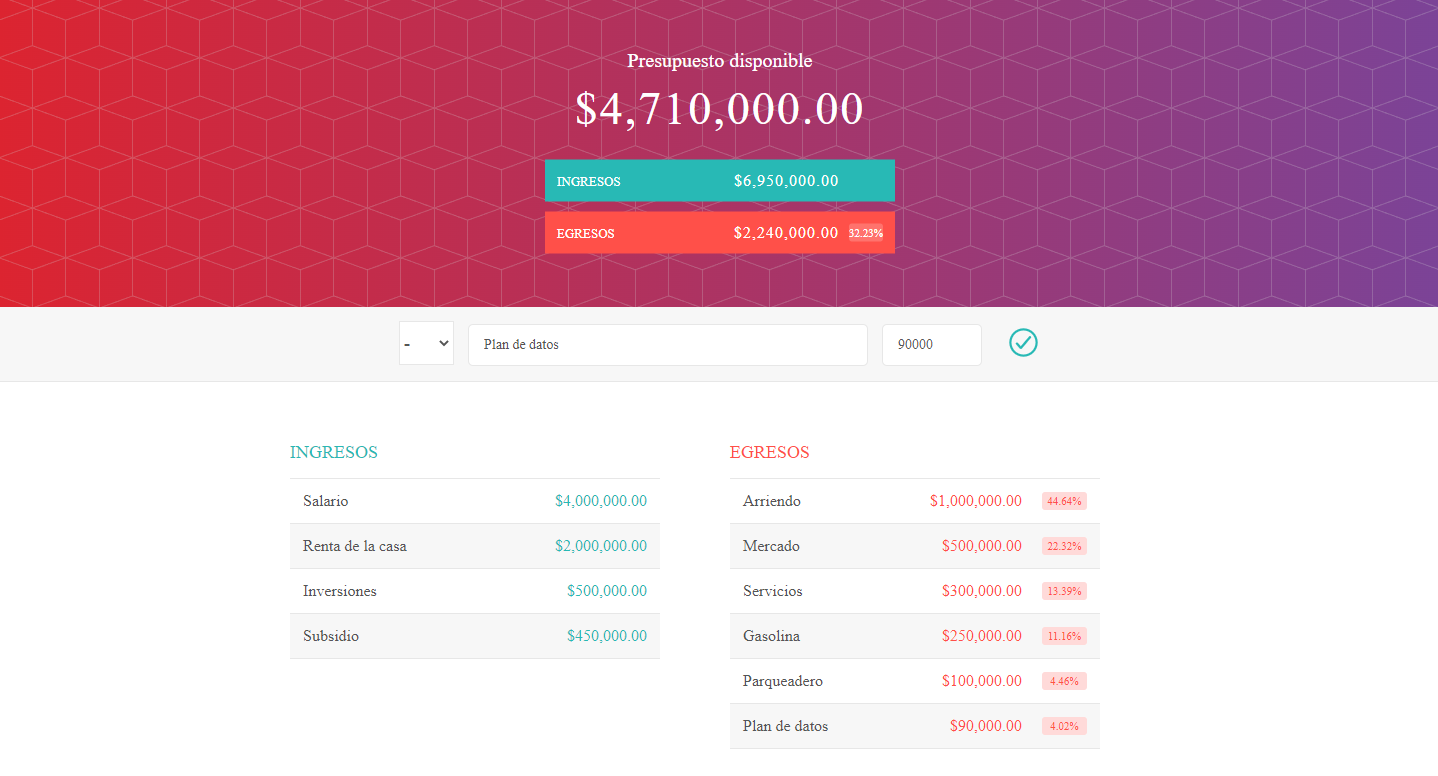 Presupuesto disponible
$4,710,000.00
INGRESOS $6,950,000.00
EGRESOS $2,240,000.00 32.23%
- Plan de datos 90000
INGRESOS
Salario $4,000,000.00
Renta de la casa $2,000,000.00
Inversiones $500,000.00
Subsidio $450,000.00
EGRESOS
Arriendo $1,000,000.00 44.64%
Mercado $500,000.00 22.32%
Servicios $300,000.00 13.39%
Gasolina $250,000.00 11.16%
Parqueadero $100,000.00 4.46%
Plan de datos $90,000.00 4.02%